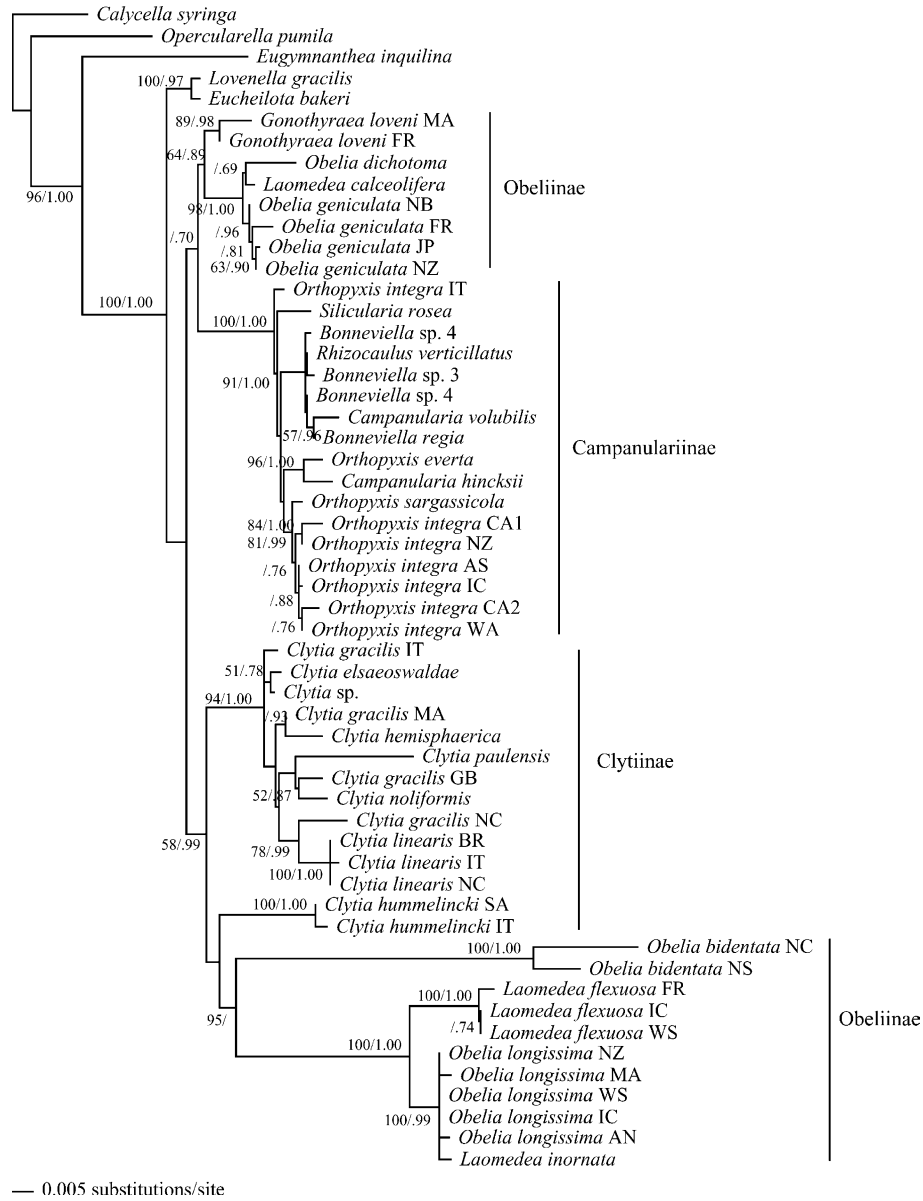 Calycella syringa
Opercularella pumila
Eugymnanthea inquilina
100/.97
Lovenella gracilis
Eucheilota bakeri
89/.98
Gonothyraea loveni MA
Gonothyraea loveni FR
64/.89
/.69
Obelia dichotoma
Laomedea calceolifera
Obeliinae
96/1.00
98/1.00
Obelia geniculata NB
/.96
Obelia geniculata FR
/.70
/.81
Obelia geniculata JP
63/.90
Obelia geniculata NZ
Orthopyxis integra IT
100/1.00
Silicularia rosea
100/1.00
Bonneviella sp. 4
Rhizocaulus verticillatus
91/1.00
Bonneviella sp. 3
Bonneviella sp. 4
Campanularia volubilis
57/.96
Bonneviella regia
Campanulariinae
96/1.00
Orthopyxis everta
Campanularia hincksii
Orthopyxis sargassicola
84/1.00
Orthopyxis integra CA1
81/.99
Orthopyxis integra NZ
/.76
Orthopyxis integra AS
Orthopyxis integra IC
/.88
Orthopyxis integra CA2
/.76
Orthopyxis integra WA
Clytia gracilis IT
51/.78
Clytia elsaeoswaldae
Clytia sp.
94/1.00
/.93
Clytia gracilis MA
Clytia hemisphaerica
Clytia paulensis
Clytiinae
Clytia gracilis GB
52/.87
Clytia noliformis
Clytia gracilis NC
58/.99
Clytia linearis BR
78/.99
Clytia linearis IT
100/1.00
Clytia linearis NC
100/1.00
Clytia hummelincki SA
Clytia hummelincki IT
100/1.00
Obelia bidentata NC
Obelia bidentata NS
100/1.00
Laomedea flexuosa FR
Laomedea flexuosa IC
95/
/.74
Laomedea flexuosa WS
Obeliinae
100/1.00
Obelia longissima NZ
Obelia longissima MA
Obelia longissima WS
Obelia longissima IC
100/.99
Obelia longissima AN
Laomedea inornata
0.005 substitutions/site